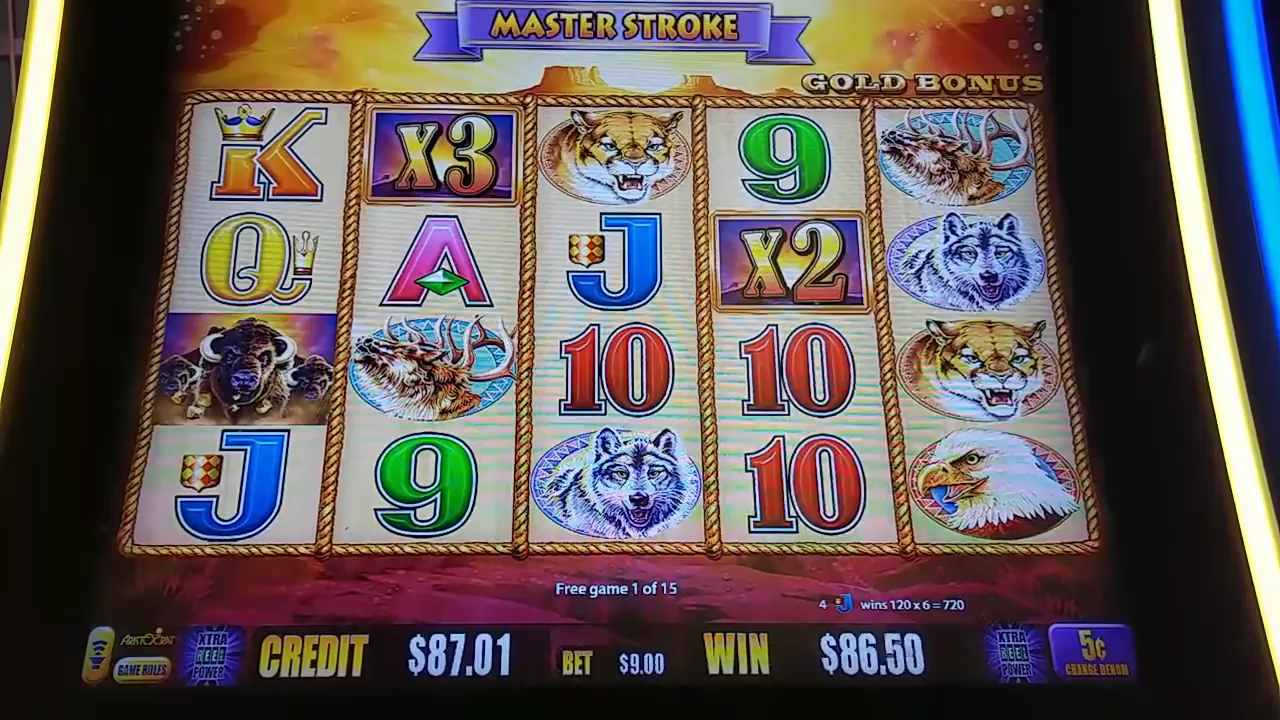 MASTER STROKE
GOLD BONUS
K X3 9
Q A J X2
10 10
J 9 10
Free game 1 of 15
4 J wins 120 x 6 = 720
ARISTOCRAT
GAME RULES
XTRA
REEL
POWER
CREDIT $87.01 BET $9.00 WIN $86.50
XTRA
REEL
POWER
5¢
CHANGE DENOM